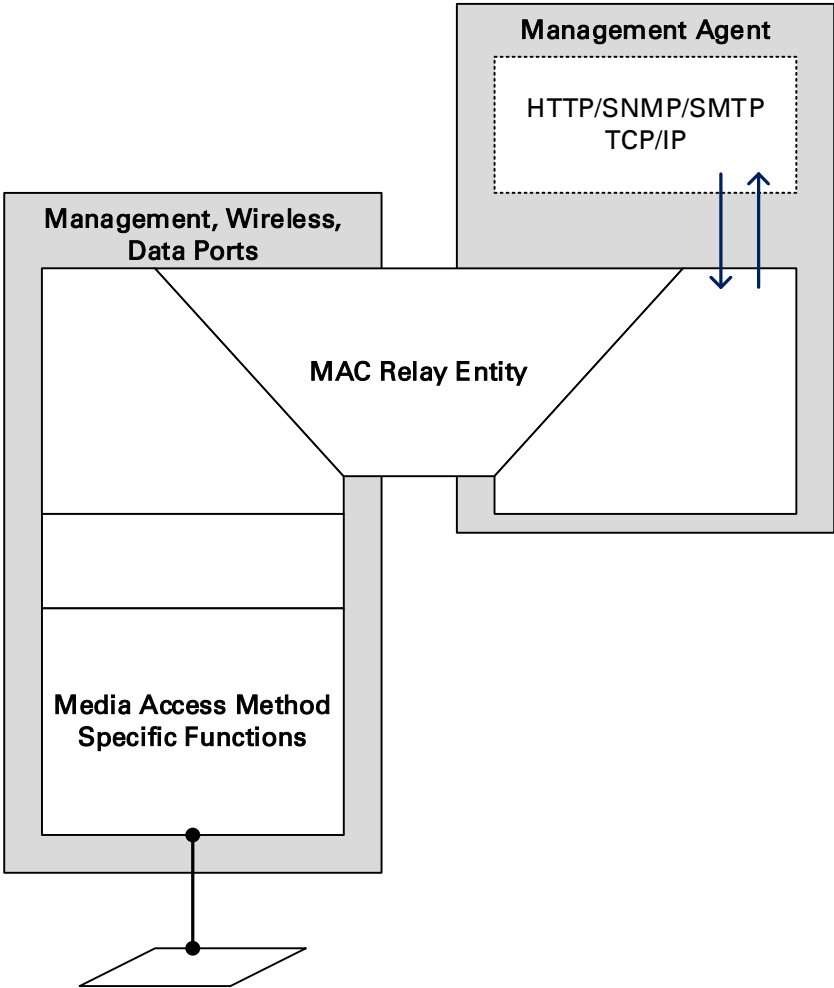 Management Agent
HTTP/SNMP/SMTP
TCP/IP
Management, Wireless,
Data Ports
MAC Relay Entity
Media Access Method
Specific Functions